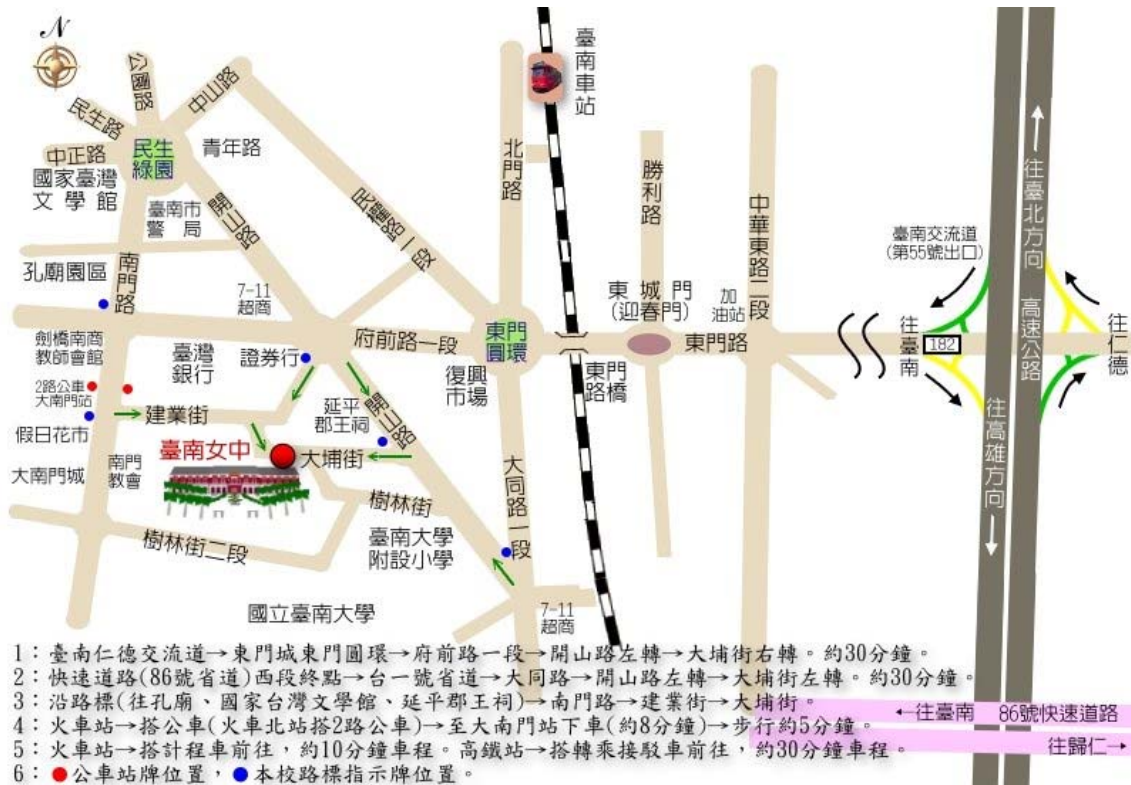 N
公園路
中山路
民生路
中正路
民生
綠園
青年路
國家臺灣
文學館
臺南市
警局
開山路
民權路一段
北門路
臺南車站
勝利路
中華東路二段
臺南交流道
(第55號出口)
往臺北方向
高速公路
孔廟園區
南門路
7-11
超商
府前路一段
東門
圓環
東城門
(迎春門)
加
油站
東門路
往臺南
182
往仁德
劍橋南商
教師會館
臺灣
銀行
證券行
復興
市場
東門
路橋
2路公車
大南門站
建業街
延平
郡王祠
開山路
往高雄方向
假日花市
臺南女中
大埔街
大同路一段
大南門城
南門
教會
樹林街
樹林街二段
臺南大學
附設小學
國立臺南大學
7-11
超商
1：臺南仁德交流道→東門城東門圓環→府前路一段→開山路左轉→大埔街右轉。約30分鐘。
2：快速道路(86號省道)西段終點→台一號省道→大同路→開山路左轉→大埔街左轉。約30分鐘。
3：沿路標(往孔廟、國家台灣文學館、延平郡王祠)→南門路→建業街→大埔街。
4：火車站→搭公車(火車北站搭2路公車)→至大南門站下車(約8分鐘)→步行約5分鐘。
5：火車站→搭計程車前往，約10分鐘車程。高鐵站→搭轉乘接駁車前往，約30分鐘車程。
6：●公車站牌位置，●本校路標指示牌位置。
←往臺南 86號快速道路
往歸仁→